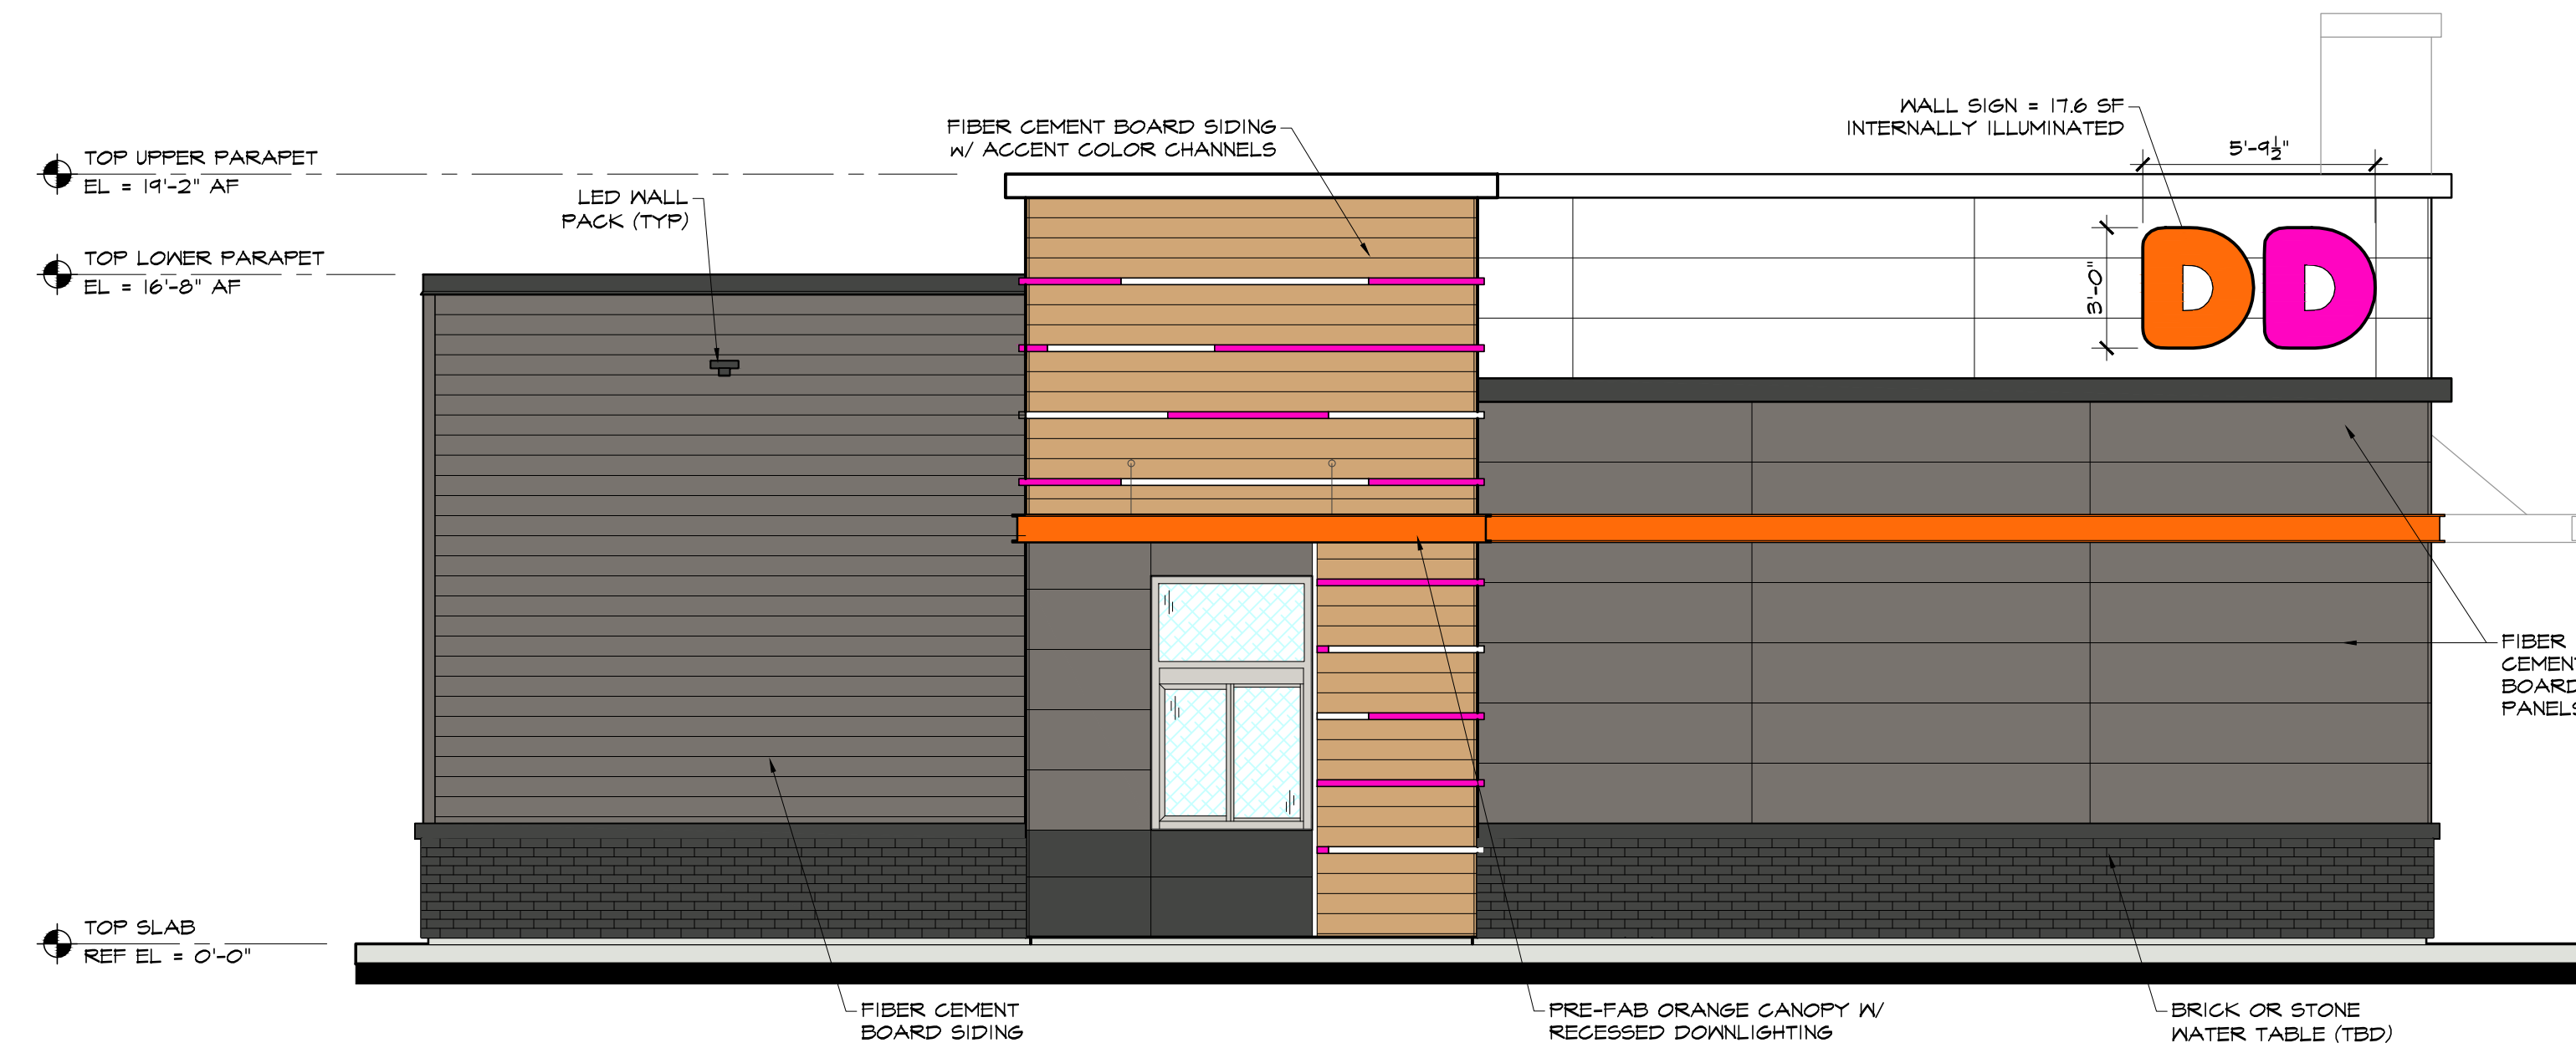 WALL SIGN = 17.6 SF
INTERNALLY ILLUMINATED
5'-9½"
FIBER CEMENT BOARD SIDING
W/ ACCENT COLOR CHANNELS
TOP UPPER PARAPET
EL = 19'-2" AF
LED WALL
PACK (TYP)
TOP LOWER PARAPET
EL = 16'-8" AF
3'-0"
DD
FIBER
CEMENT
BOARD
PANELS
TOP SLAB
REF EL = 0'-0"
FIBER CEMENT
BOARD SIDING
PRE-FAB ORANGE CANOPY W/
RECESSED DOWNLIGHTING
BRICK OR STONE
WATER TABLE (TBD)